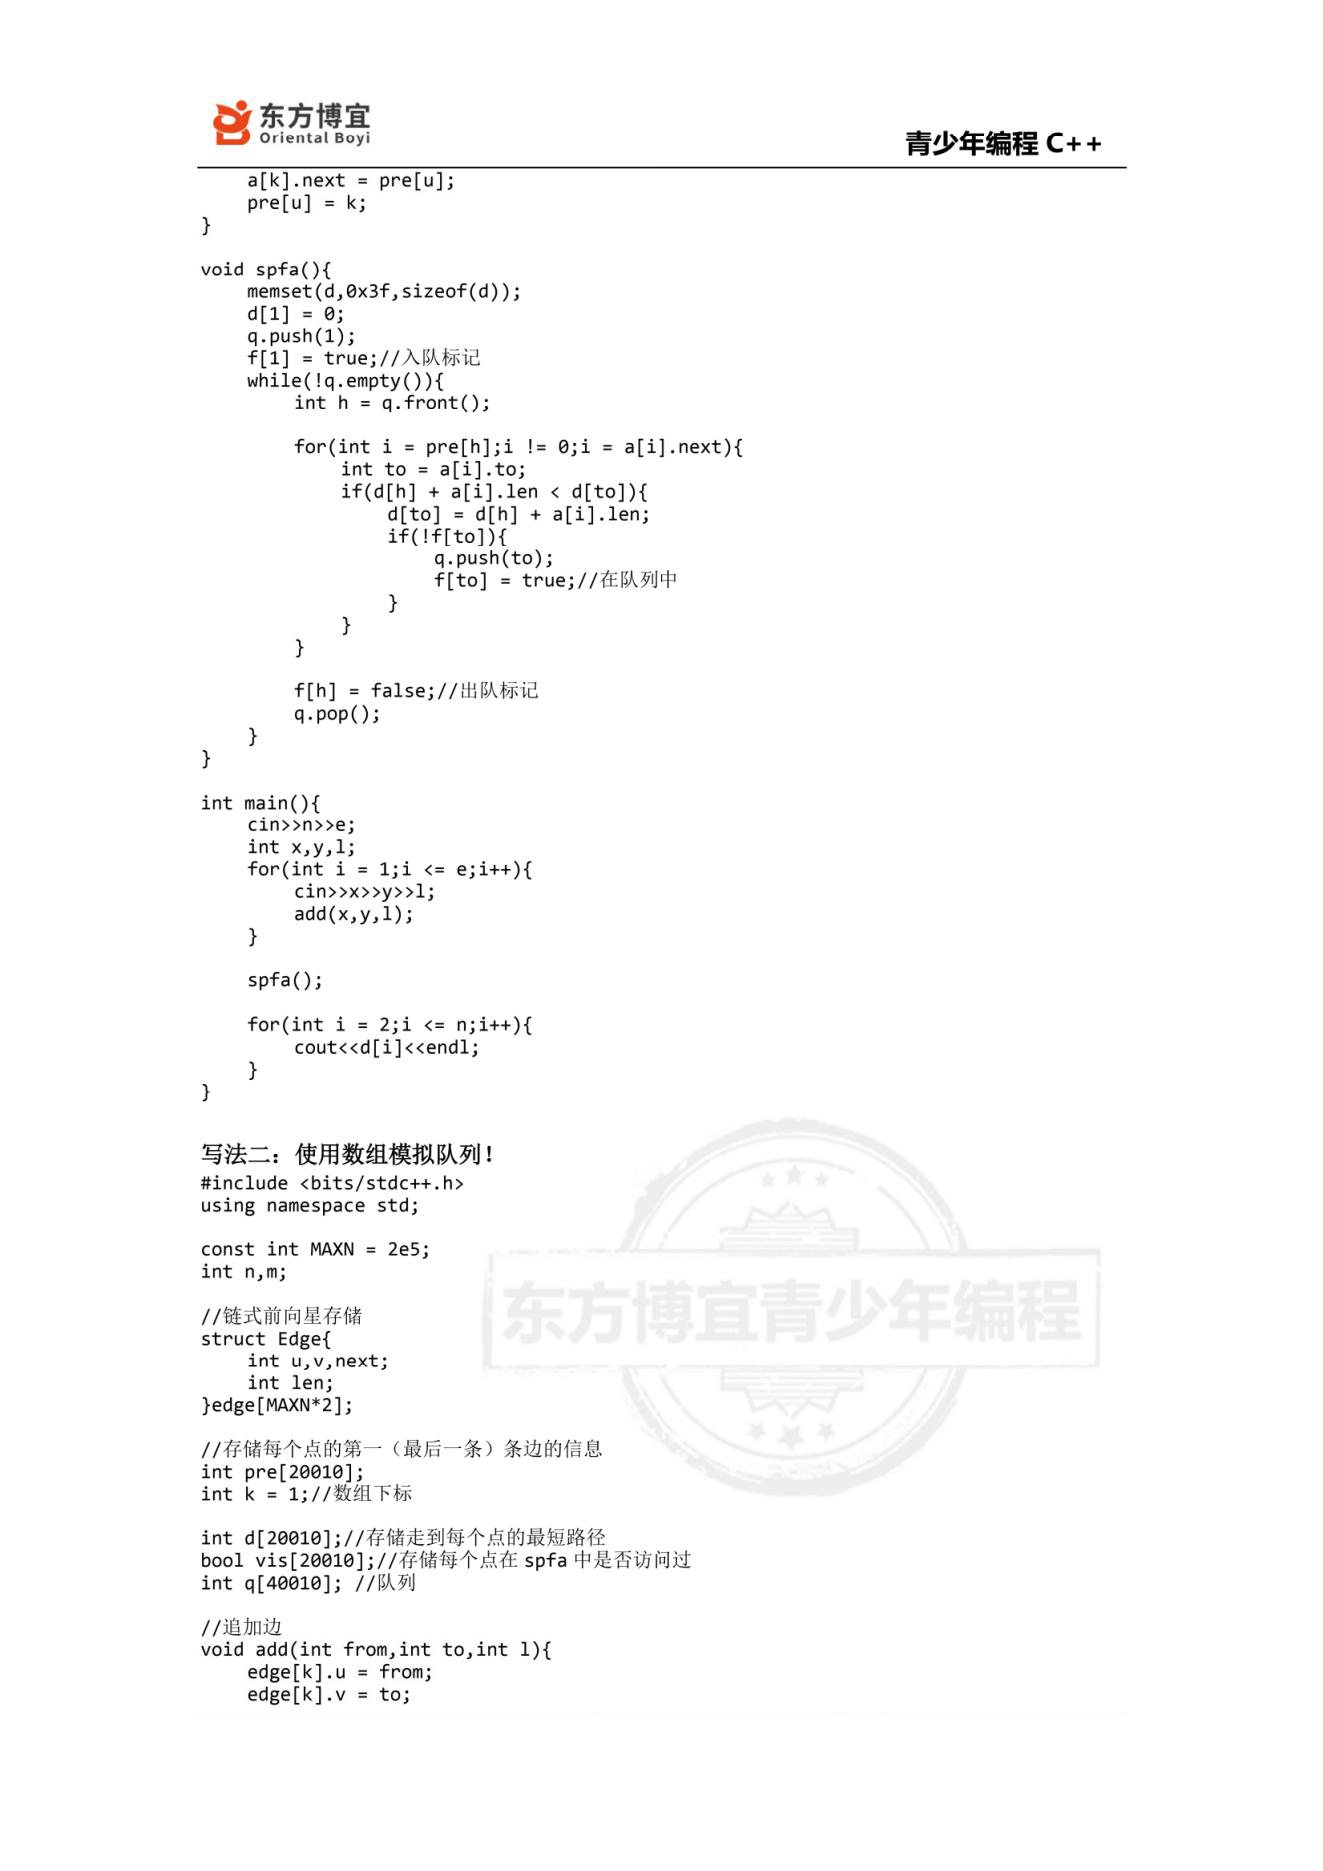 东方博宜
Oriental Boyi
青少年编程 C++
    a[k].next = pre[u];
    pre[u] = k;
}
void spfa(){
    memset(d,0x3f,sizeof(d));
    d[1] = 0;
    q.push(1);
    f[1] = true;//入队标记
    while(!q.empty()){
        int h = q.front();
        for(int i = pre[h];i != 0;i = a[i].next){
            int to = a[i].to;
            if(d[h] + a[i].len < d[to]){
                d[to] = d[h] + a[i].len;
                if(!f[to]){
                    q.push(to);
                    f[to] = true;//在队列中
                }
            }
        }
        f[h] = false;//出队标记
        q.pop();
    }
}
int main(){
    cin>>n>>e;
    int x,y,l;
    for(int i = 1;i <= e;i++){
        cin>>x>>y>>l;
        add(x,y,l);
    }
    spfa();
    for(int i = 2;i <= n;i++){
        cout<<d[i]<<endl;
    }
}
写法二：使用数组模拟队列！
#include <bits/stdc++.h>
using namespace std;
const int MAXN = 2e5;
int n,m;
//链式前向星存储
struct Edge{
    int u,v,next;
    int len;
}edge[MAXN*2];
东方博宜青少年编程
//存储每个点的第一（最后一条）条边的信息
int pre[20010];
int k = 1;//数组下标
int d[20010];//存储走到每个点的最短路径
bool vis[20010];//存储每个点在 spfa 中是否访问过
int q[40010]; //队列
//追加边
void add(int from,int to,int l){
    edge[k].u = from;
    edge[k].v = to;